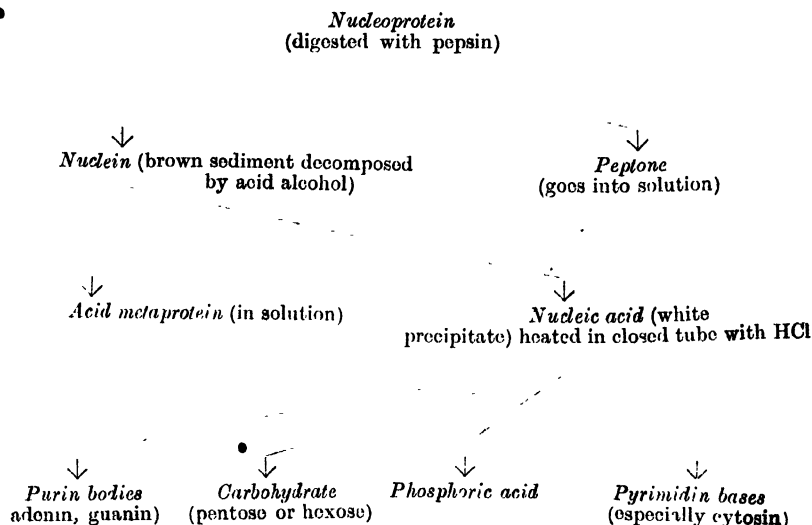 Nucleoprotein
(digested with pepsin)
Nuclein (brown sediment decomposed
by acid alcohol)
Peptone
(goes into solution)
Acid metaprotein (in solution)
Nucleic acid (white
precipitate) heated in closed tube with HCl
Purin bodies
adenin, guanin)
Carbohydrate
(pentose or hexose)
Phosphoric acid
Pyrimidin bases
(especially cytosin)